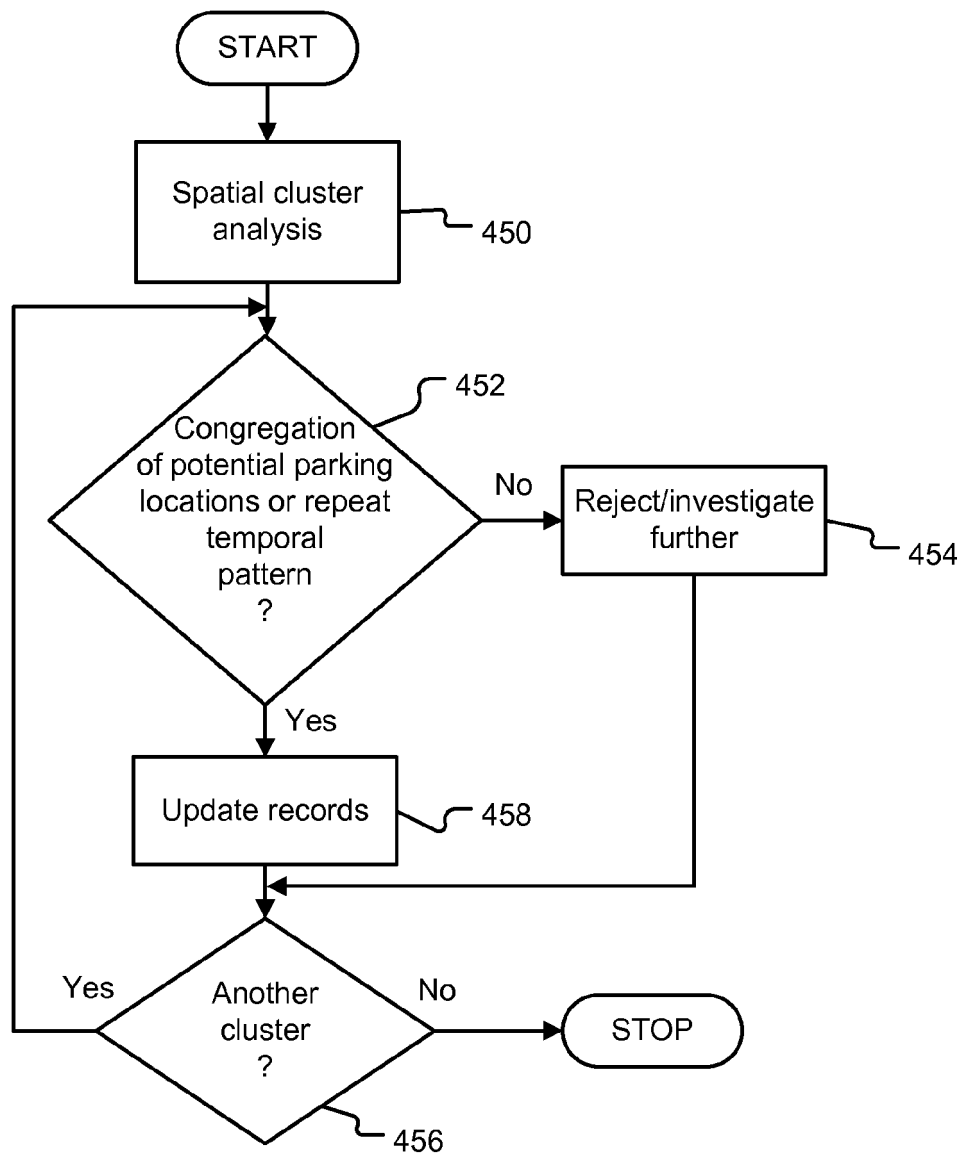 START
Spatial cluster
analysis
450
452
Congregation
of potential parking
locations or repeat
temporal
pattern
?
No
Reject/investigate
further
454
Yes
Update records
458
Yes
Another
cluster
?
No
STOP
456